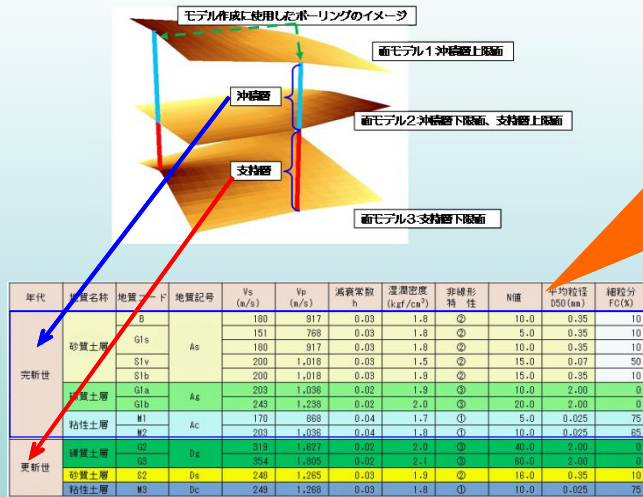 モデル作成に使用したボーリングのイメージ
面モデル1:沖積層上限面
沖積層
面モデル2:沖積層下限面、支持層上限面
支持層
面モデル3:支持層下限面
年代 地質名称 地質コード 地質記号 Vs (m/s) Vp (m/s) 減衰常数 h 湿潤密度 (kgf/cm³) 非線形 特 性 N値 平均粒径 D50(mm) 細粒分 FC(%)
完新世 砂質土層 B As 180 917 0.03 1.8 ② 10.0 0.35 10
G1s 151 768 0.03 1.8 ② 5.0 0.35 10
180 917 0.03 1.8 ② 10.0 0.35 10
S1v 200 1,018 0.03 1.5 ② 15.0 0.07 50
S1b 200 1,018 0.03 1.9 ② 15.0 0.35 10
礫質土層 G1a Ag 203 1,036 0.02 1.9 ③ 10.0 2.00 0
G1b 243 1,238 0.02 2.0 ③ 20.0 2.00 0
粘性土層 M1 Ac 170 868 0.04 1.7 ① 5.0 0.025 75
M2 203 1,036 0.04 1.8 ① 10.0 0.025 65
更新世 礫質土層 G2 Dg 319 1,627 0.02 2.0 ③ 40.0 2.00 0
G3 354 1,805 0.02 2.1 ③ 60.0 2.00 0
砂質土層 S2 Ds 248 1,265 0.03 1.9 ② 16.0 0.35 10
粘性土層 M3 Dc 249 1,268 0.03 1.8 ① 10.0 0.025 75